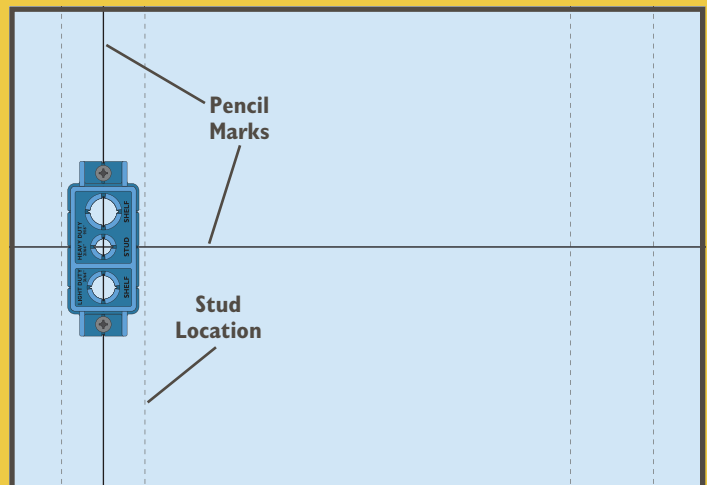 Pencil
Marks
SHELF
HEAVY DUTY
STUD
LIGHT DUTY
SHELF
Stud
Location